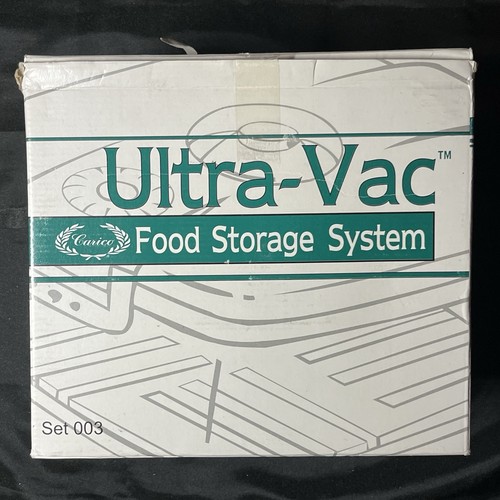 Ultra-Vac™
Carico Food Storage System
Set 003